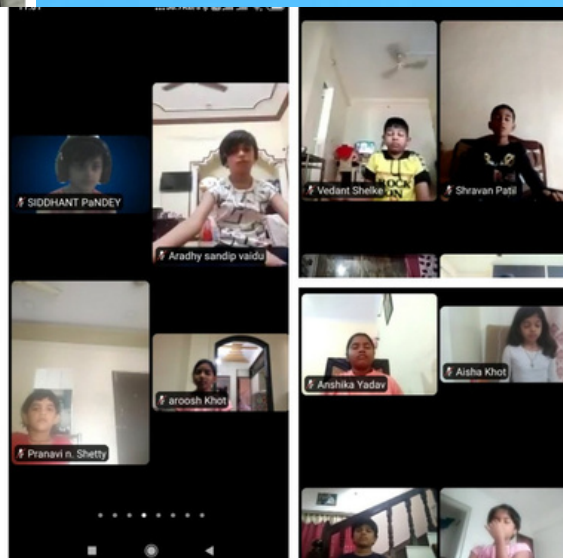 SIDDHANT PaNDEY
Aradhy sandip vaidu
Pranavi n. Shetty
aroosh Khot
Vedant Shelke
Shravan Patil
Anshika Yadav
Aisha Khot